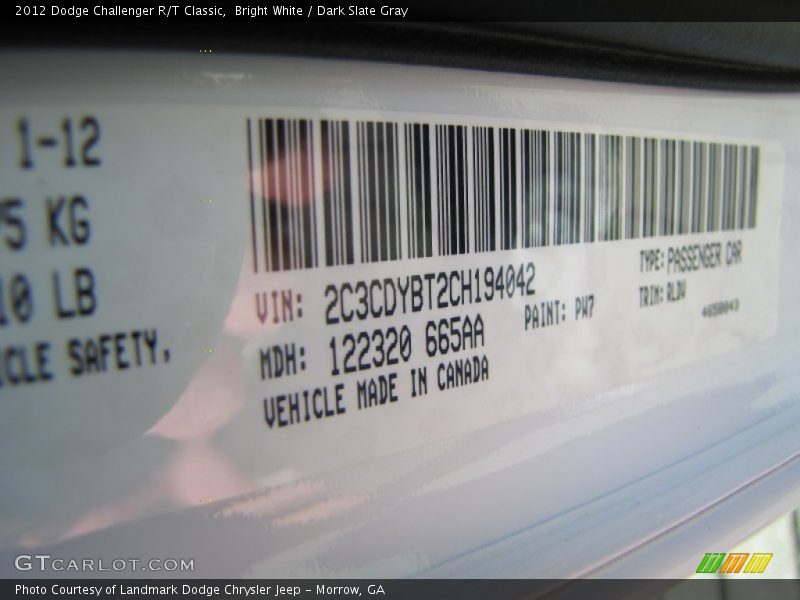 2012 Dodge Challenger R/T Classic, Bright White / Dark Slate Gray
1-12
5 KG
10 LB
CLE SAFETY.
VIN: 2C3CDYBT2CH194042
MDH: 122320 665AA
VEHICLE MADE IN CANADA
PAINT: PW7
TYPE: PASSENGER CAR
TRIM: RLDV
4650043
GTCARLOT.COM
Photo Courtesy of Landmark Dodge Chrysler Jeep - Morrow, GA